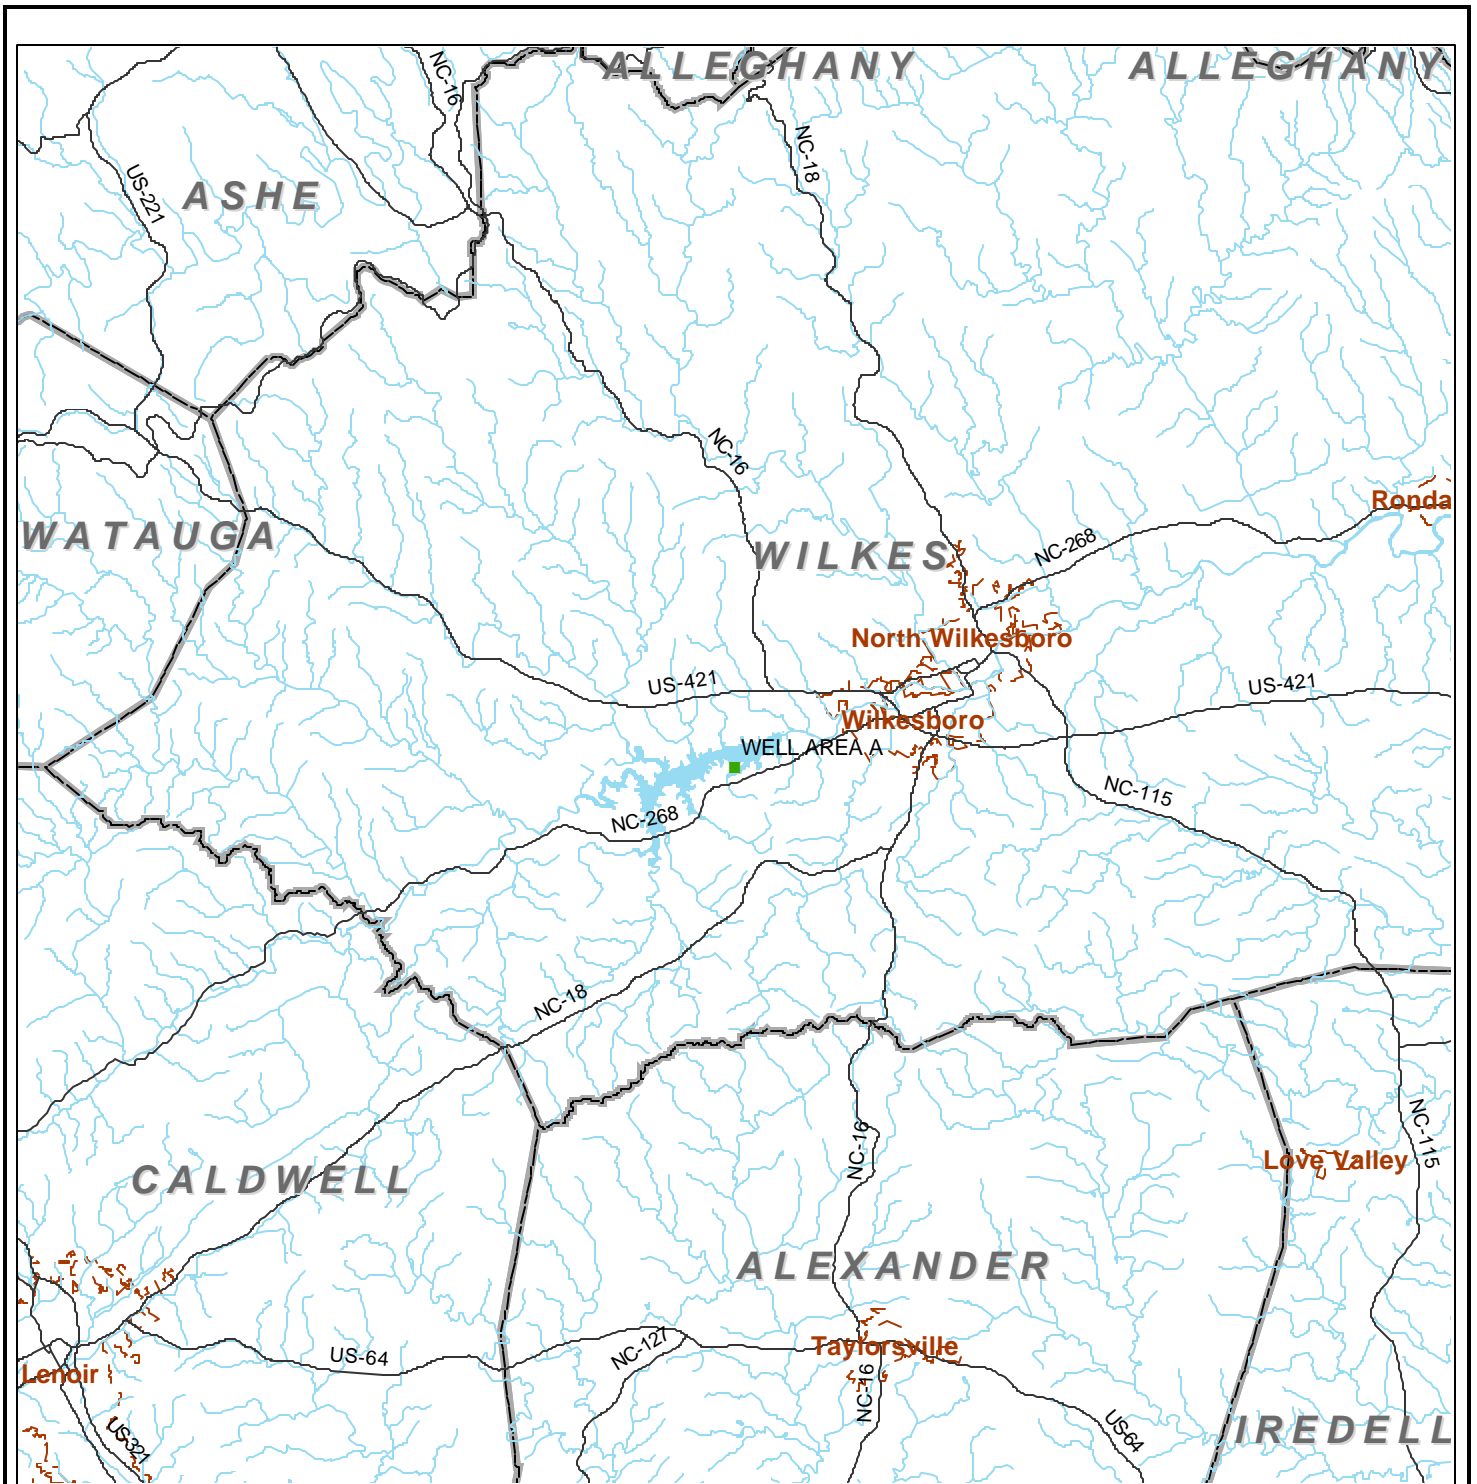 ALLEGHANY
ALLEGHANY
NC-16
NC-18
US-221
ASHE
NC-16
Ronda
WATAUGA
WILKES
NC-268
North Wilkesboro
US-421
US-421
Wilkesboro
WELL AREA A
NC-115
NC-268
NC-18
NC-115
NC-16
Love Valley
CALDWELL
ALEXANDER
NC-127
Taylorsville
US-64
Lenoir
NC-16
US-321
US-64
IREDELL